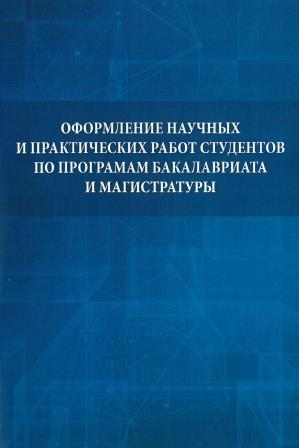 ОФОРМЛЕНИЕ НАУЧНЫХ
И ПРАКТИЧЕСКИХ РАБОТ СТУДЕНТОВ
ПО ПРОГРАМАМ БАКАЛАВРИАТА
И МАГИСТРАТУРЫ